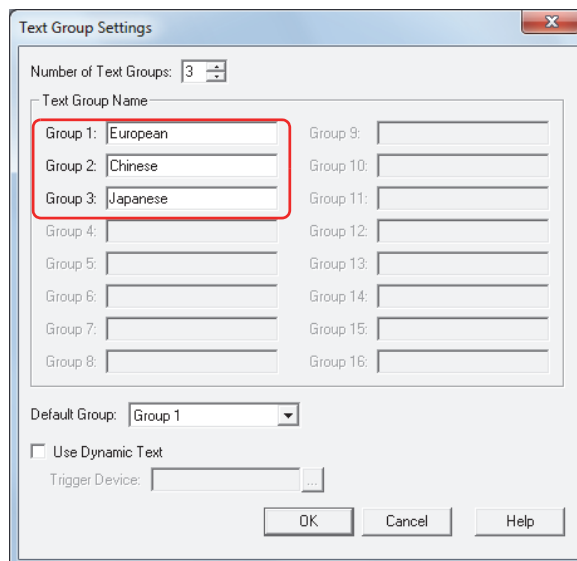 Text Group Settings
x
Number of Text Groups: 3
Text Group Name
Group 1: European
Group 2: Chinese
Group 3: Japanese
Group 4:
Group 5:
Group 6:
Group 7:
Group 8:
Group 9:
Group 10:
Group 11:
Group 12:
Group 13:
Group 14:
Group 15:
Group 16:
Default Group: Group 1
Use Dynamic Text
Trigger Device: ...
OK Cancel Help